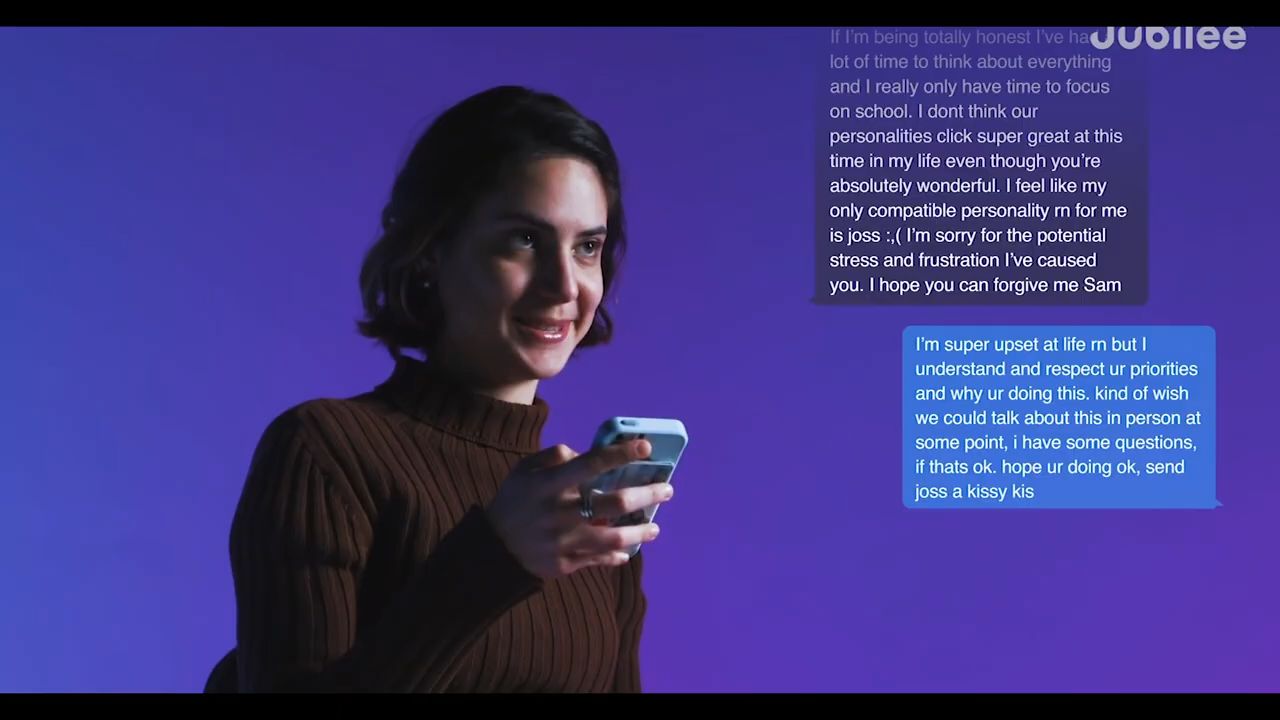 Jubilee
If I'm being totally honest I've ha
lot of time to think about everything
and I really only have time to focus
on school. I dont think our
personalities click super great at this
time in my life even though you're
absolutely wonderful. I feel like my
only compatible personality rn for me
is joss :,( I'm sorry for the potential
stress and frustration I've caused
you. I hope you can forgive me Sam
I'm super upset at life rn but I
understand and respect ur priorities
and why ur doing this. kind of wish
we could talk about this in person at
some point, i have some questions,
if thats ok. hope ur doing ok, send
joss a kissy kis